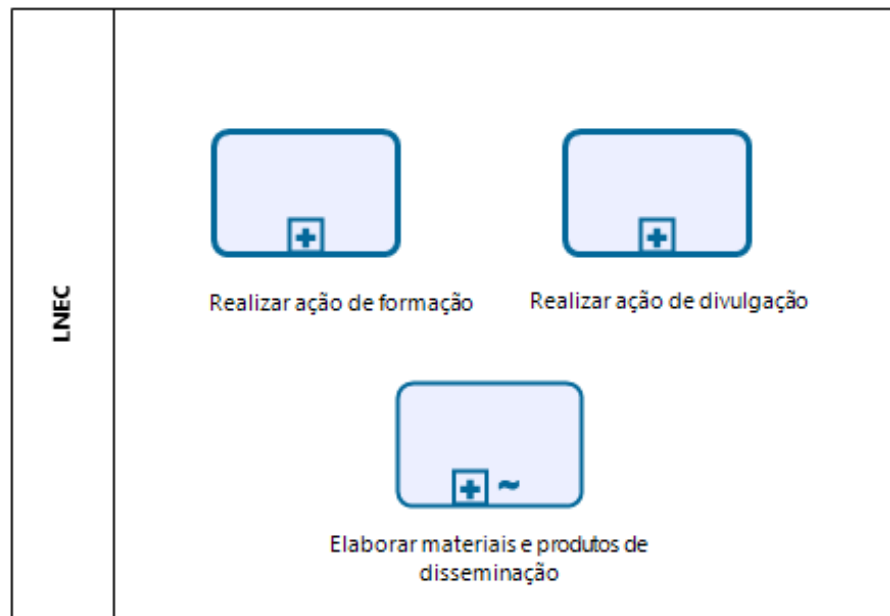 LNEC
Realizar ação de formação
Realizar ação de divulgação
Elaborar materiais e produtos de
disseminação